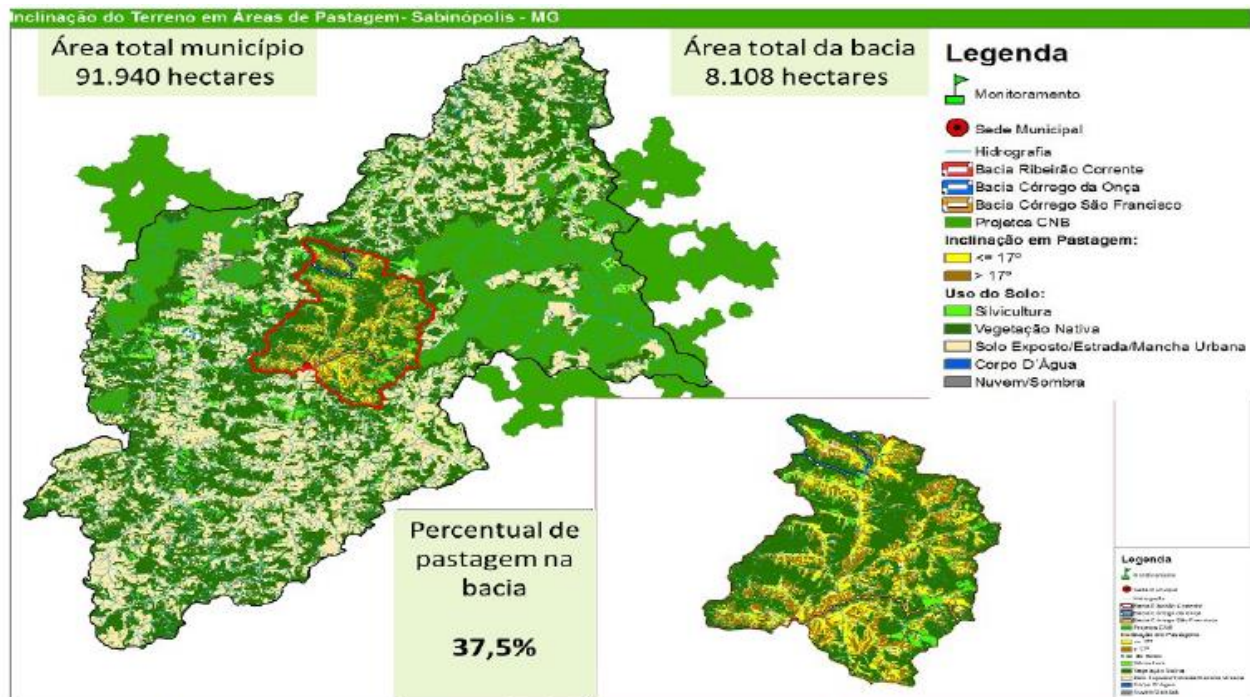 Inclinação do Terreno em Áreas de Pastagem- Sabinópolis - MG
Área total município
91.940 hectares
Área total da bacia
8.108 hectares
Legenda
Monitoramento
Sede Municipal
Hidrografia
Bacia Ribeirão Corrente
Bacia Córrego da Onça
Bacia Córrego São Francisco
Projetos CNB
Inclinação em Pastagem:
<= 17º
> 17º
Uso do Solo:
Silvicultura
Vegetação Nativa
Solo Exposto/Estrada/Mancha Urbana
Corpo D'Água
Nuvem/Sombra
Percentual de
pastagem na
bacia
37,5%
Legenda